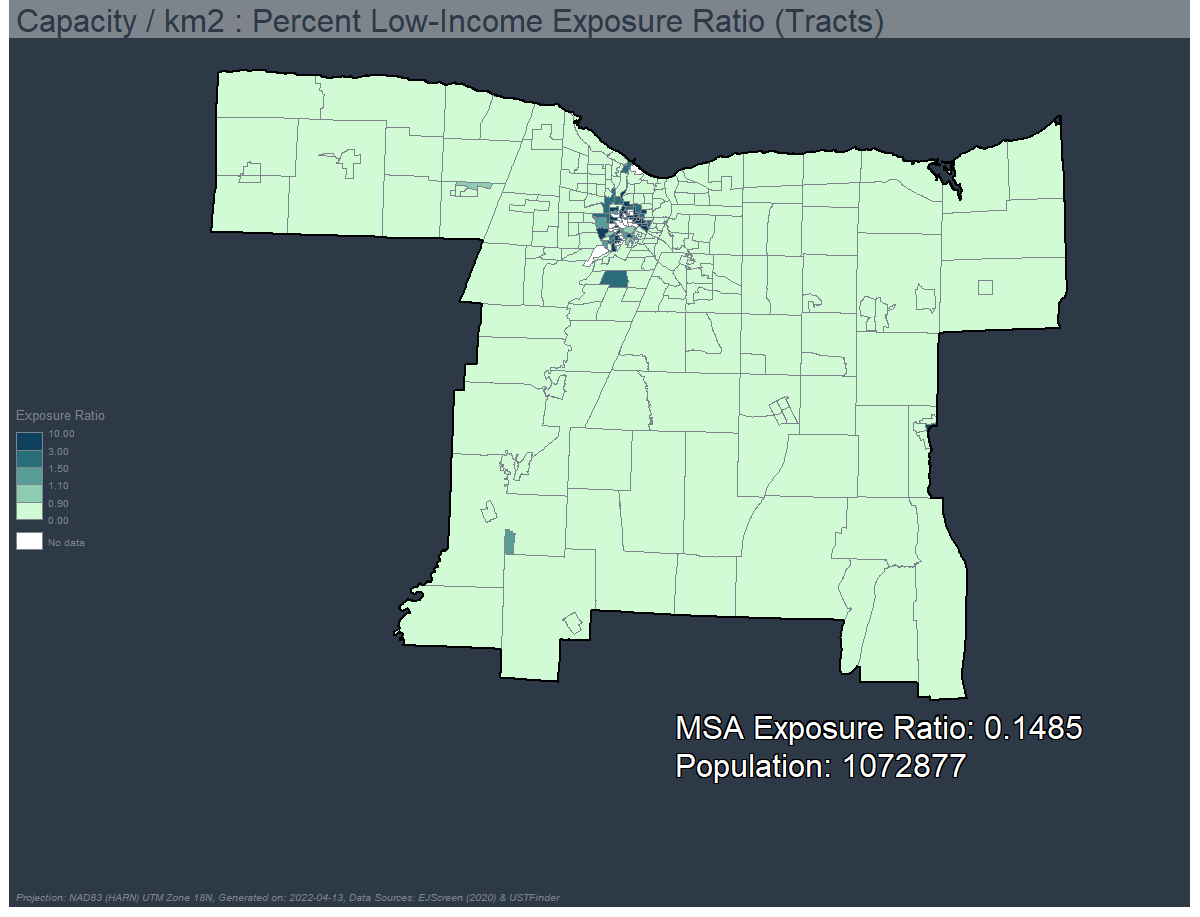 Capacity / km2 : Percent Low-Income Exposure Ratio (Tracts)
Exposure Ratio
10.00
3.00
1.50
1.10
0.90
0.00
No data
MSA Exposure Ratio: 0.1485
Population: 1072877
Projection: NAD83 (HARN) UTM Zone 18N, Generated on: 2022-04-13, Data Sources: EJScreen (2020) & USTFinder